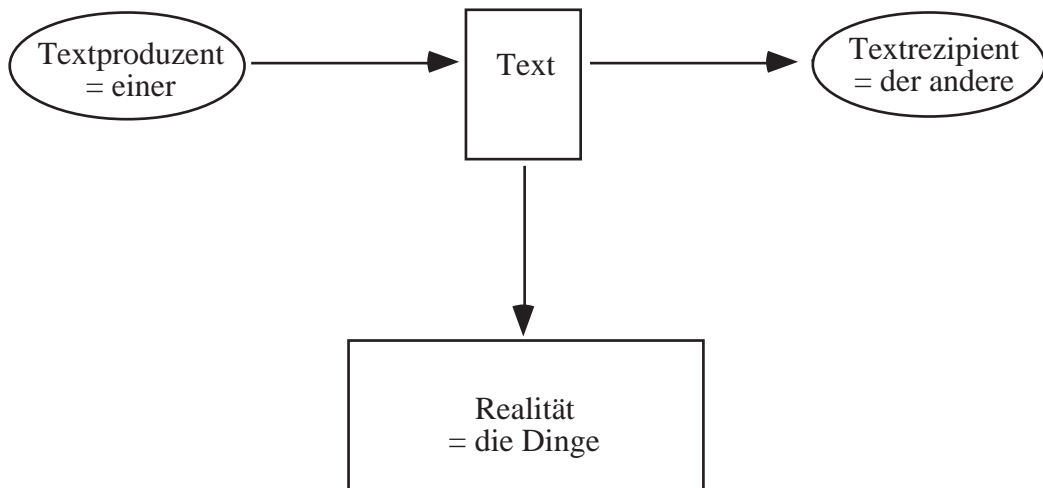 Textproduzent
= einer
Text
Textrezipient
= der andere
Realität
= die Dinge